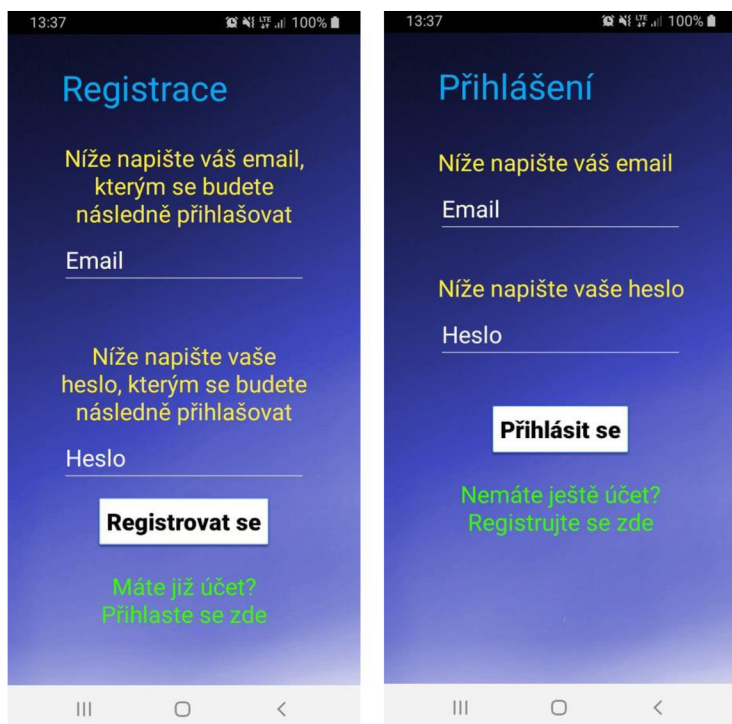 13:37
LTE
100%
Registrace
Níže napište váš email,
kterým se budete
následně přihlašovat
Email
Níže napište vaše
heslo, kterým se budete
následně přihlašovat
Heslo
Registrovat se
Máte již účet?
Přihlaste se zde
13:37
LTE
100%
Přihlášení
Níže napište váš email
Email
Níže napište vaše heslo
Heslo
Přihlásit se
Nemáte ještě účet?
Registrujte se zde